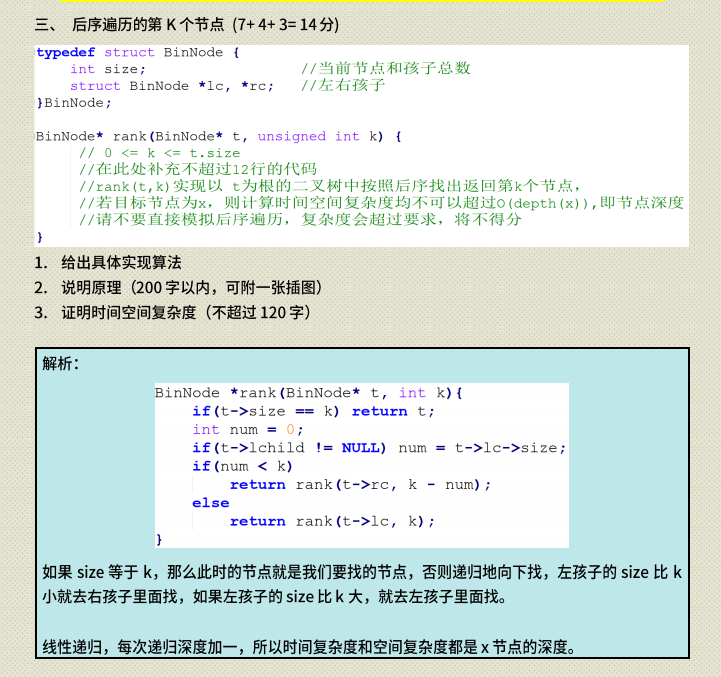 三、 后序遍历的第 K 个节点 (7+ 4+ 3= 14 分)
typedef struct BinNode {
int size; //当前节点和孩子总数
struct BinNode *lc, *rc; //左右孩子
}BinNode;
BinNode* rank(BinNode* t, unsigned int k) {
// 0 <= k <= t.size
//在此处补充不超过12行的代码
//rank(t,k)实现以 t为根的二叉树中按照后序找出返回第k个节点，
//若目标节点为x, 则计算时间空间复杂度均不可以超过O(depth(x)),即节点深度
//请不要直接模拟后序遍历, 复杂度会超过要求, 将不得分
}
1. 给出具体实现算法
2. 说明原理（200 字以内，可附一张插图）
3. 证明时间空间复杂度（不超过 120 字）
解析：
BinNode *rank(BinNode* t, int k){
if(t->size == k) return t;
int num = 0;
if(t->lchild != NULL) num = t->lc->size;
if(num < k)
return rank(t->rc, k - num);
else
return rank(t->lc, k);
}
如果 size 等于 k，那么此时的节点就是我们要找的节点，否则递归地向下找，左孩子的 size 比 k
小就去右孩子里面找，如果左孩子的 size 比 k 大，就去左孩子里面找。
线性递归，每次递归深度加一，所以时间复杂度和空间复杂度都是 x 节点的深度。